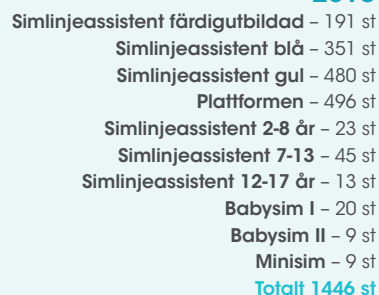 Simlinjeassistent färdigutbildad – 191 st
Simlinjeassistent blå – 351 st
Simlinjeassistent gul – 480 st
Plattformen – 496 st
Simlinjeassistent 2-8 år – 23 st
Simlinjeassistent 7-13 – 45 st
Simlinjeassistent 12-17 år – 13 st
Babysim I – 20 st
Babysim II – 9 st
Minisim – 9 st
Totalt 1446 st